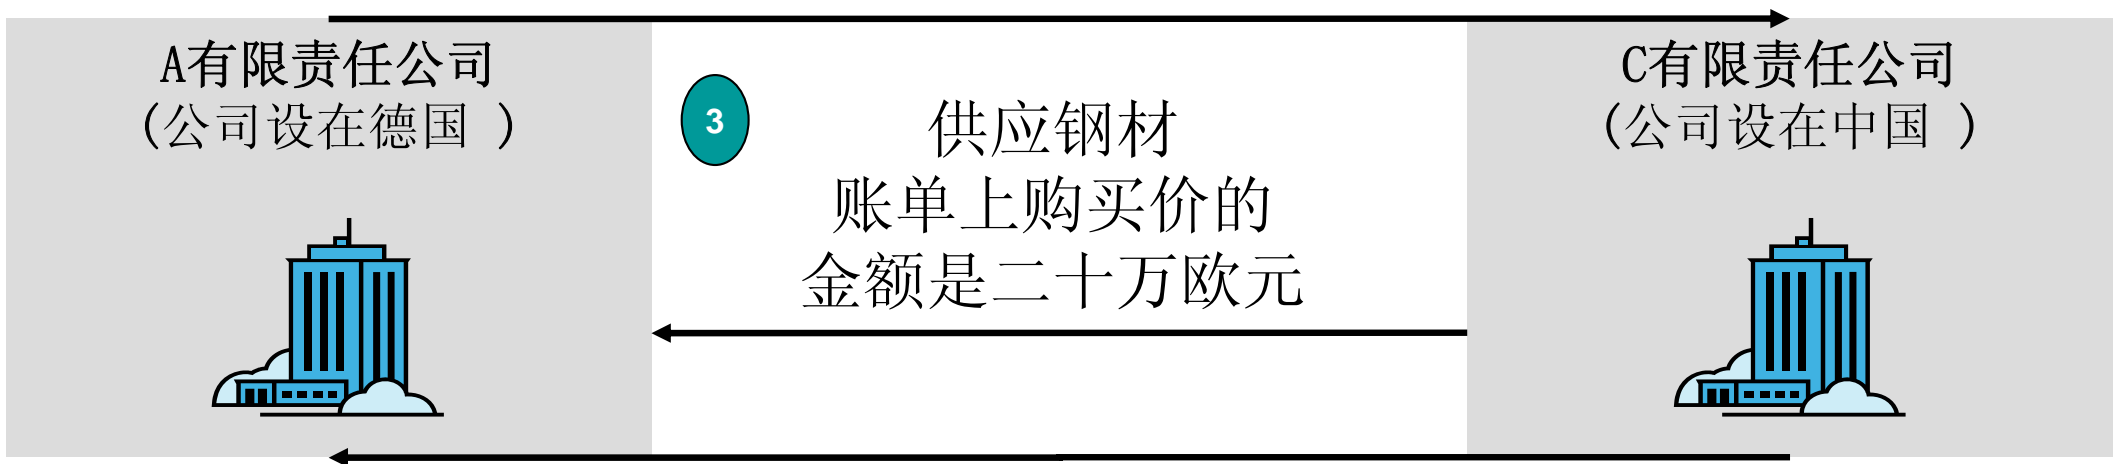 A有限责任公司
(公司设在德国 )
3
供应钢材
账单上购买价的
金额是二十万欧元
C有限责任公司
(公司设在中国 )